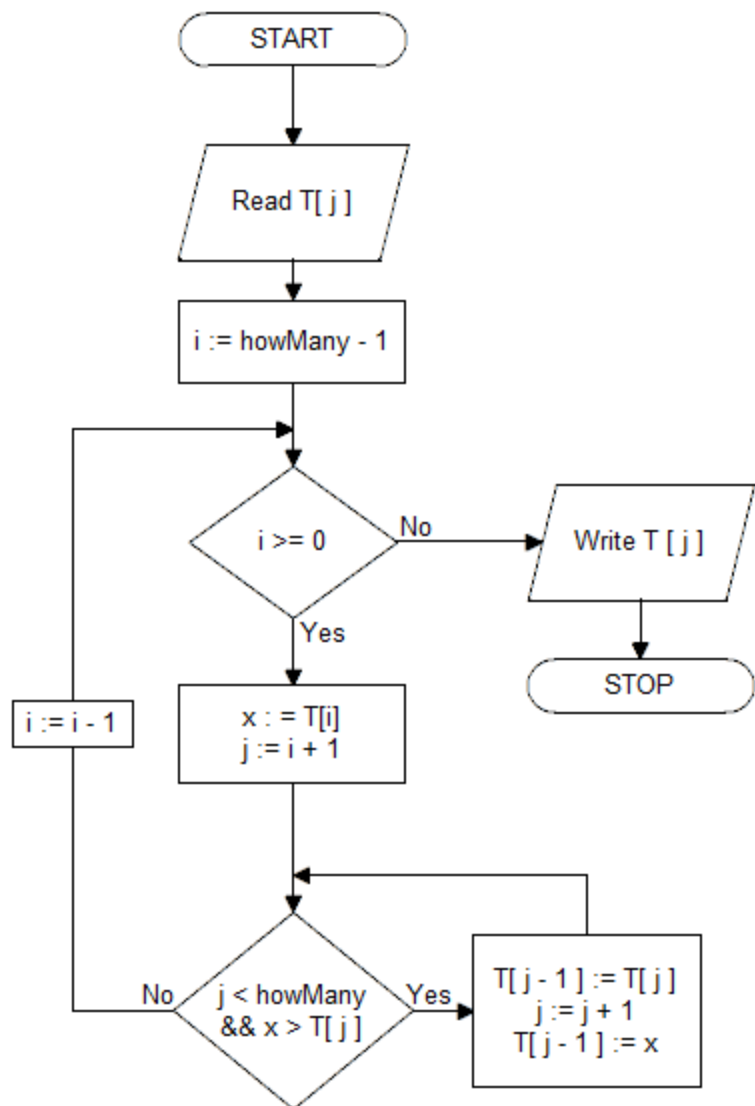 START
Read T[ j ]
i := howMany - 1
i >= 0
No
Write T [ j ]
Yes
STOP
x : = T[i]
j := i + 1
i := i - 1
No
j < howMany
&& x > T[ j ]
Yes
T[ j - 1 ] := T[ j ]
j := j + 1
T[ j - 1 ] := x